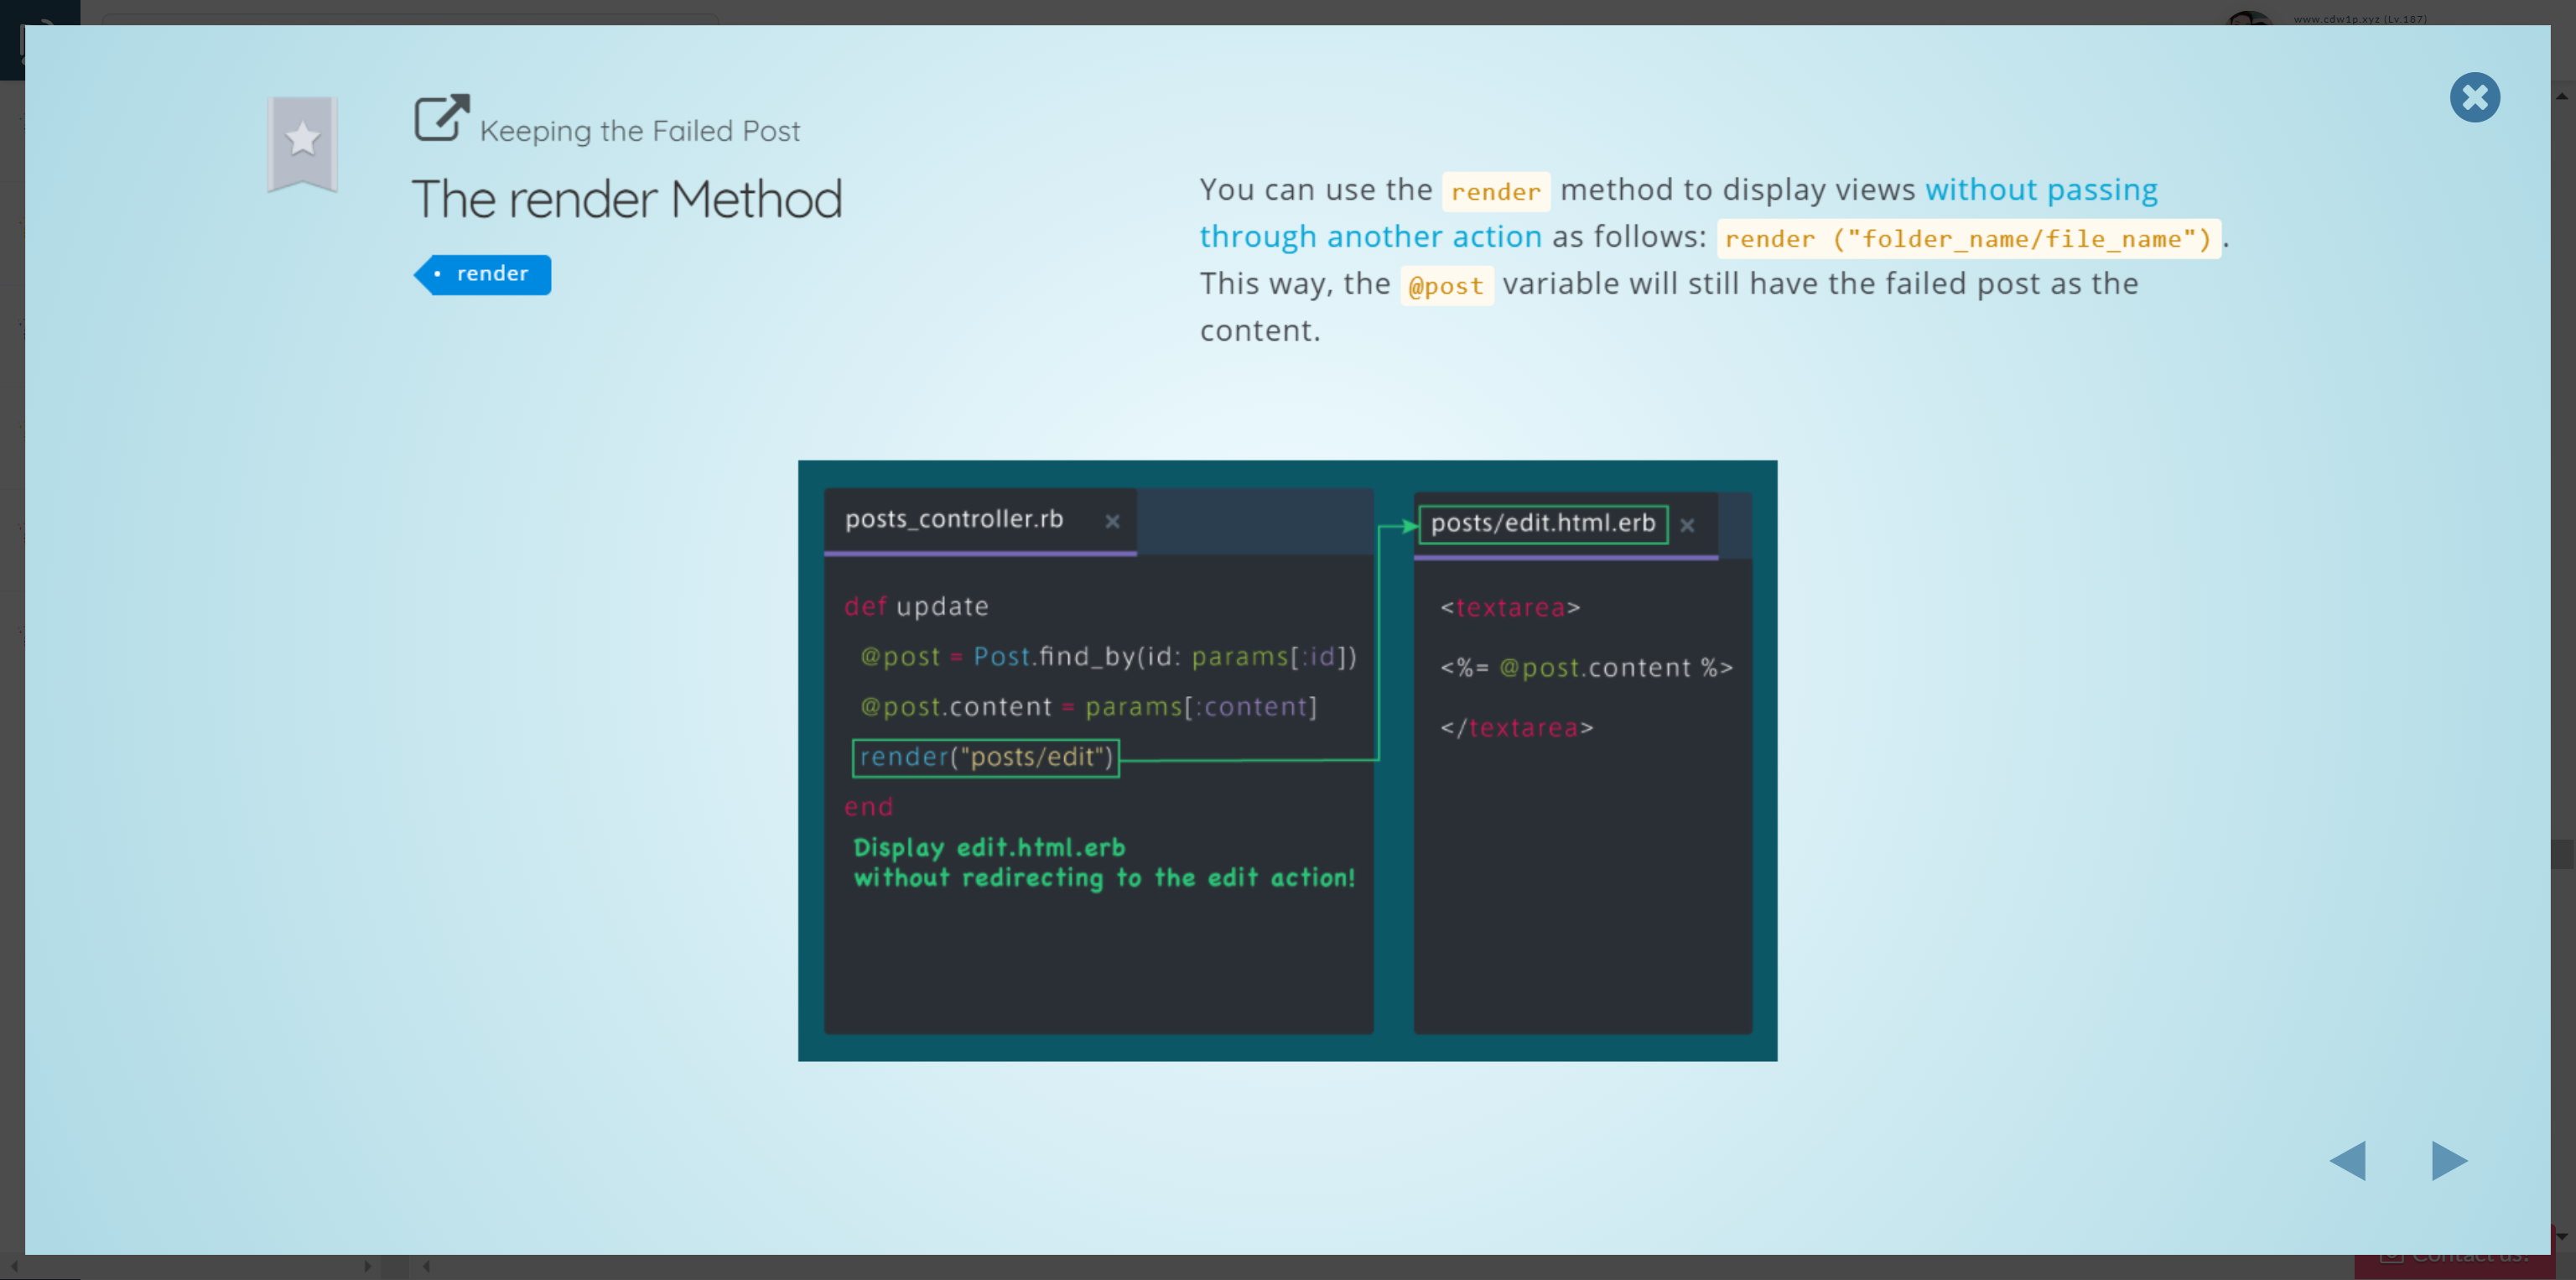 www.cdw1p.xyz (Lv.187)
Keeping the Failed Post
The render Method
• render
You can use the render method to display views without passing
through another action as follows: render ("folder_name/file_name").
This way, the @post variable will still have the failed post as the
content.
posts_controller.rb ×
def update
@post = Post.find_by(id: params[:id])
@post.content = params[:content]
render("posts/edit")
end
Display edit.html.erb
without redirecting to the edit action!
posts/edit.html.erb ×
<textarea>
<%= @post.content %>
</textarea>
Contact us!